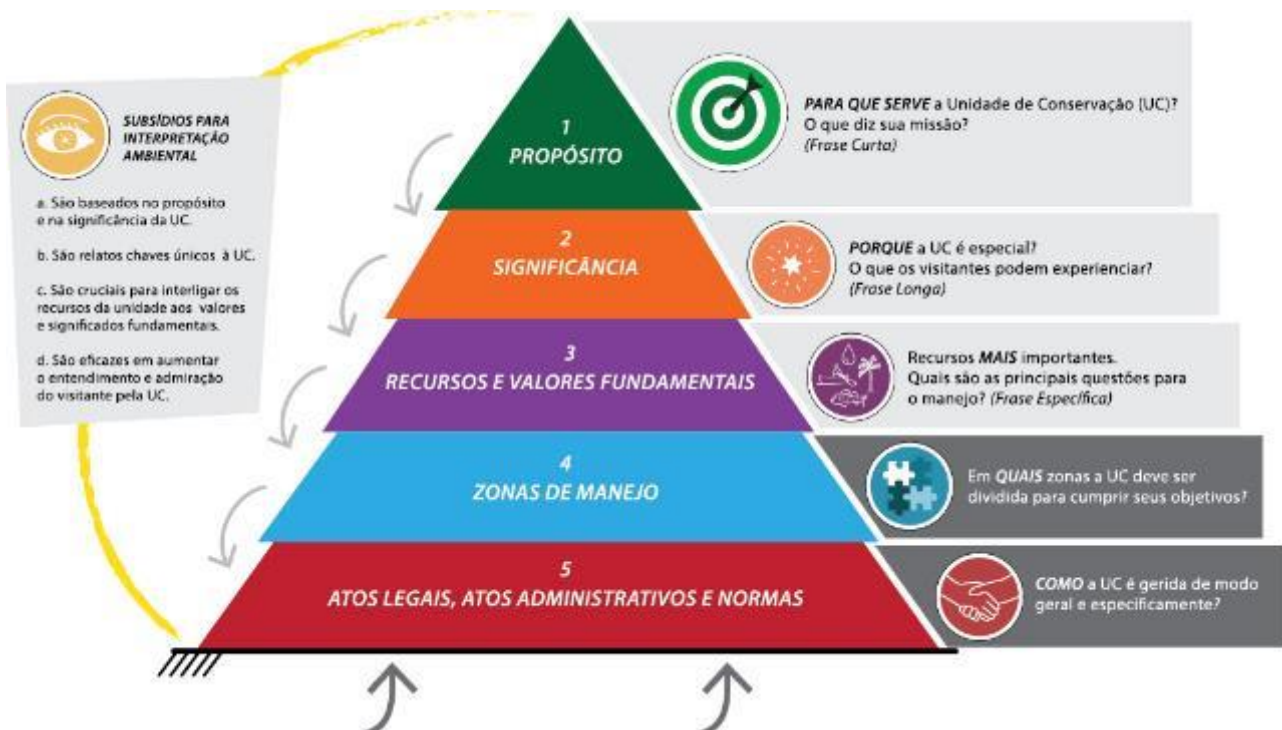 SUBSÍDIOS PARA
INTERPRETAÇÃO
AMBIENTAL
a. São baseados no propósito
e na significância da UC.
b. São relatos chaves únicos à UC.
c. São cruciais para interligar os
recursos da unidade aos valores
e significados fundamentais.
d. São eficazes em aumentar
o entendimento e admiração
do visitante pela UC.
1
PROPÓSITO
PARA QUE SERVE a Unidade de Conservação (UC)?
O que diz sua missão?
(Frase Curta)
2
SIGNIFICÂNCIA
PORQUE a UC é especial?
O que os visitantes podem experienciar?
(Frase Longa)
3
RECURSOS E VALORES FUNDAMENTAIS
Recursos MAIS importantes.
Quais são as principais questões para
o manejo? (Frase Específica)
4
ZONAS DE MANEJO
Em QUAIS zonas a UC deve ser
dividida para cumprir seus objetivos?
5
ATOS LEGAIS, ATOS ADMINISTRATIVOS E NORMAS
COMO a UC é gerida de modo
geral e especificamente?